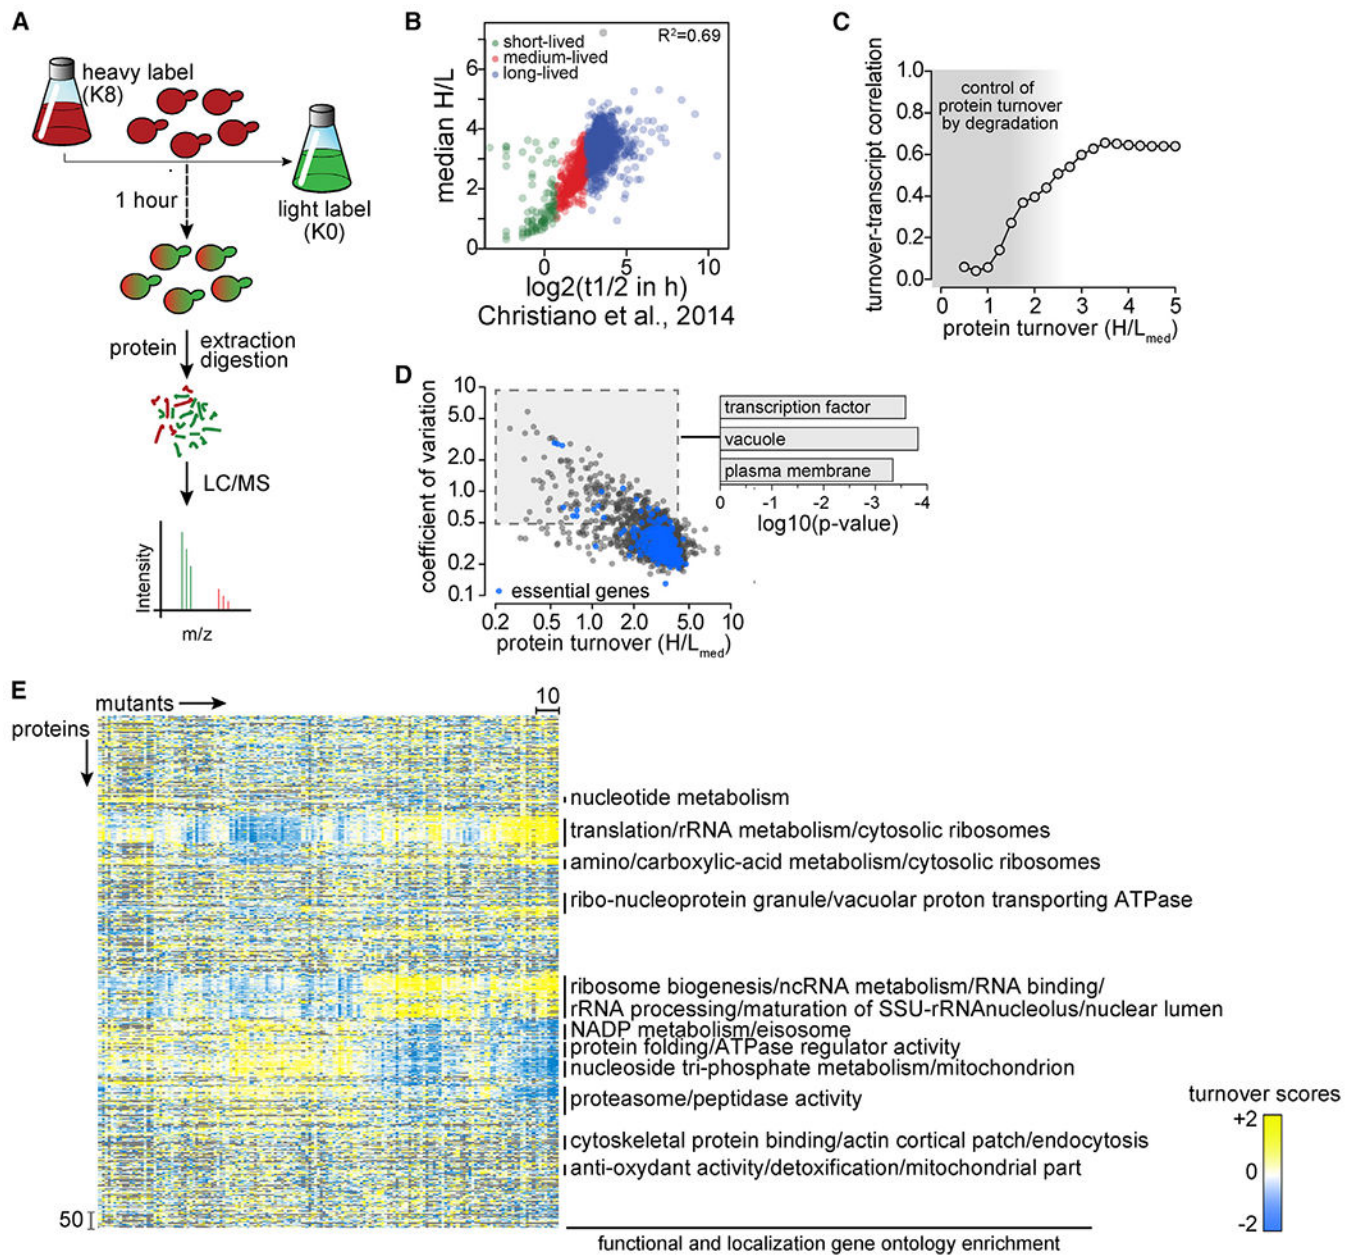 A
heavy label
(K8)
1 hour
light label
(K0)
protein
extraction
digestion
LC/MS
Intensity
m/z
B
R²=0.69
short-lived
medium-lived
long-lived
median H/L
6
4
2
0
0
5
10
log2(t1/2 in h)
Christiano et al., 2014
C
control of
protein turnover
by degradation
turnover-transcript correlation
1.0
0.8
0.6
0.4
0.2
0.0
0
1
2
3
4
5
protein turnover (H/Lmed)
D
coefficient of variation
10
5.0
2.0
1.0
0.5
0.2
0.1
essential genes
0.2
0.5
1.0
2.0
5.0
10
protein turnover (H/Lmed)
transcription factor
vacuole
plasma membrane
0
-1
-2
-3
-4
log10(p-value)
E
mutants
10
proteins
nucleotide metabolism
translation/rRNA metabolism/cytosolic ribosomes
amino/carboxylic-acid metabolism/cytosolic ribosomes
ribo-nucleoprotein granule/vacuolar proton transporting ATPase
ribosome biogenesis/ncRNA metabolism/RNA binding/
rRNA processing/maturation of SSU-rRNAnucleolus/nuclear lumen
NADP metabolism/eisosome
protein folding/ATPase regulator activity
nucleoside tri-phosphate metabolism/mitochondrion
proteasome/peptidase activity
cytoskeletal protein binding/actin cortical patch/endocytosis
anti-oxydant activity/detoxification/mitochondrial part
50
functional and localization gene ontology enrichment
turnover scores
+2
0
-2